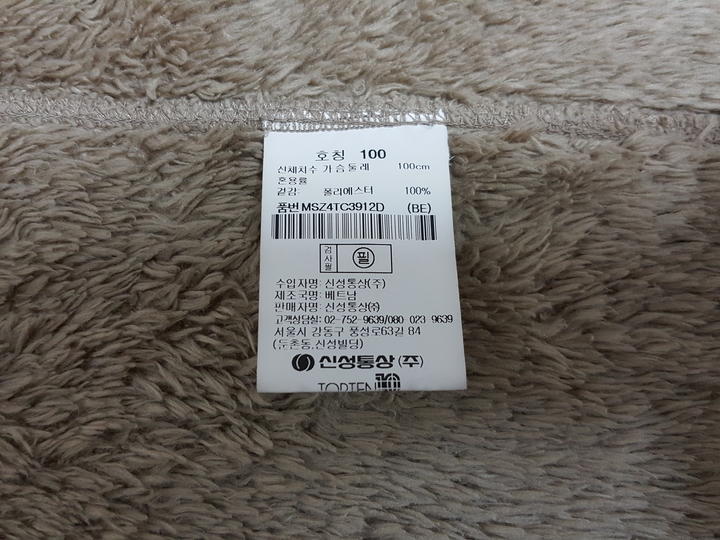 호칭 100
신체치수 가슴둘레 100cm
혼용률
겉감: 폴리에스터 100%
품번 MSZ4TC3912D (BE)
검사필 필
수입자명: 신성통상(주)
제조국명: 베트남
판매자명: 신성통상㈜
고객상담실: 02-752-9639/080 023 9639
서울시 강동구 풍성로63길 84
(둔촌동,신성빌딩)
신성통상(주)
TOPTEN10